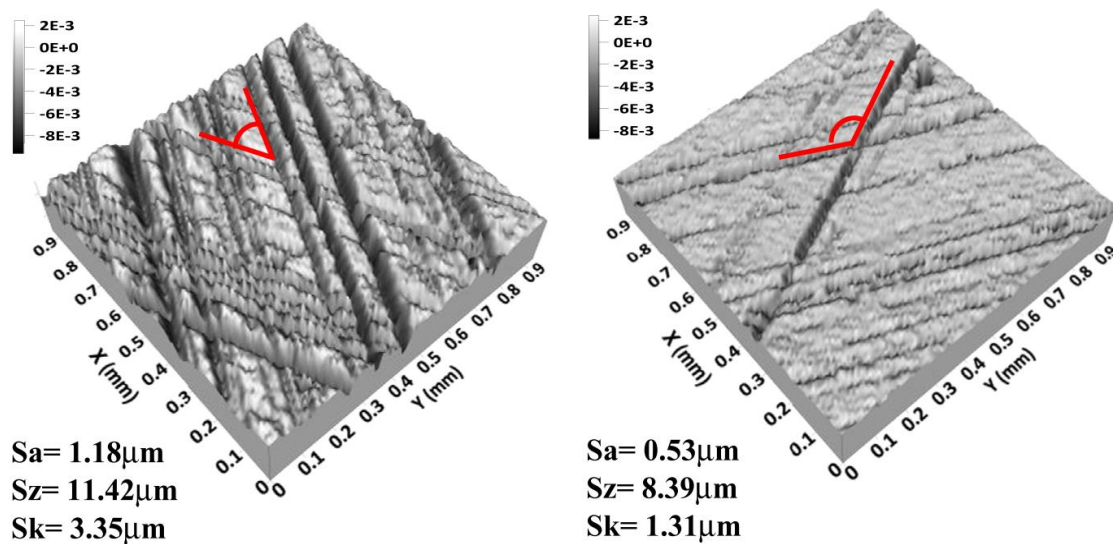 2E-3
0E+0
-2E-3
-4E-3
-6E-3
-8E-3
0.9
0.8
0.7
0.6
0.5
0.4
0.3
0.2
0.1
0
X (mm)
0
0.1
0.2
0.3
0.4
0.5
0.6
0.7
0.8
0.9
Y (mm)
Sa= 1.18μm
Sz= 11.42μm
Sk= 3.35μm
2E-3
0E+0
-2E-3
-4E-3
-6E-3
-8E-3
0.9
0.8
0.7
0.6
0.5
0.4
0.3
0.2
0.1
0
X (mm)
0
0.1
0.2
0.3
0.4
0.5
0.6
0.7
0.8
0.9
Y (mm)
Sa= 0.53μm
Sz= 8.39μm
Sk= 1.31μm